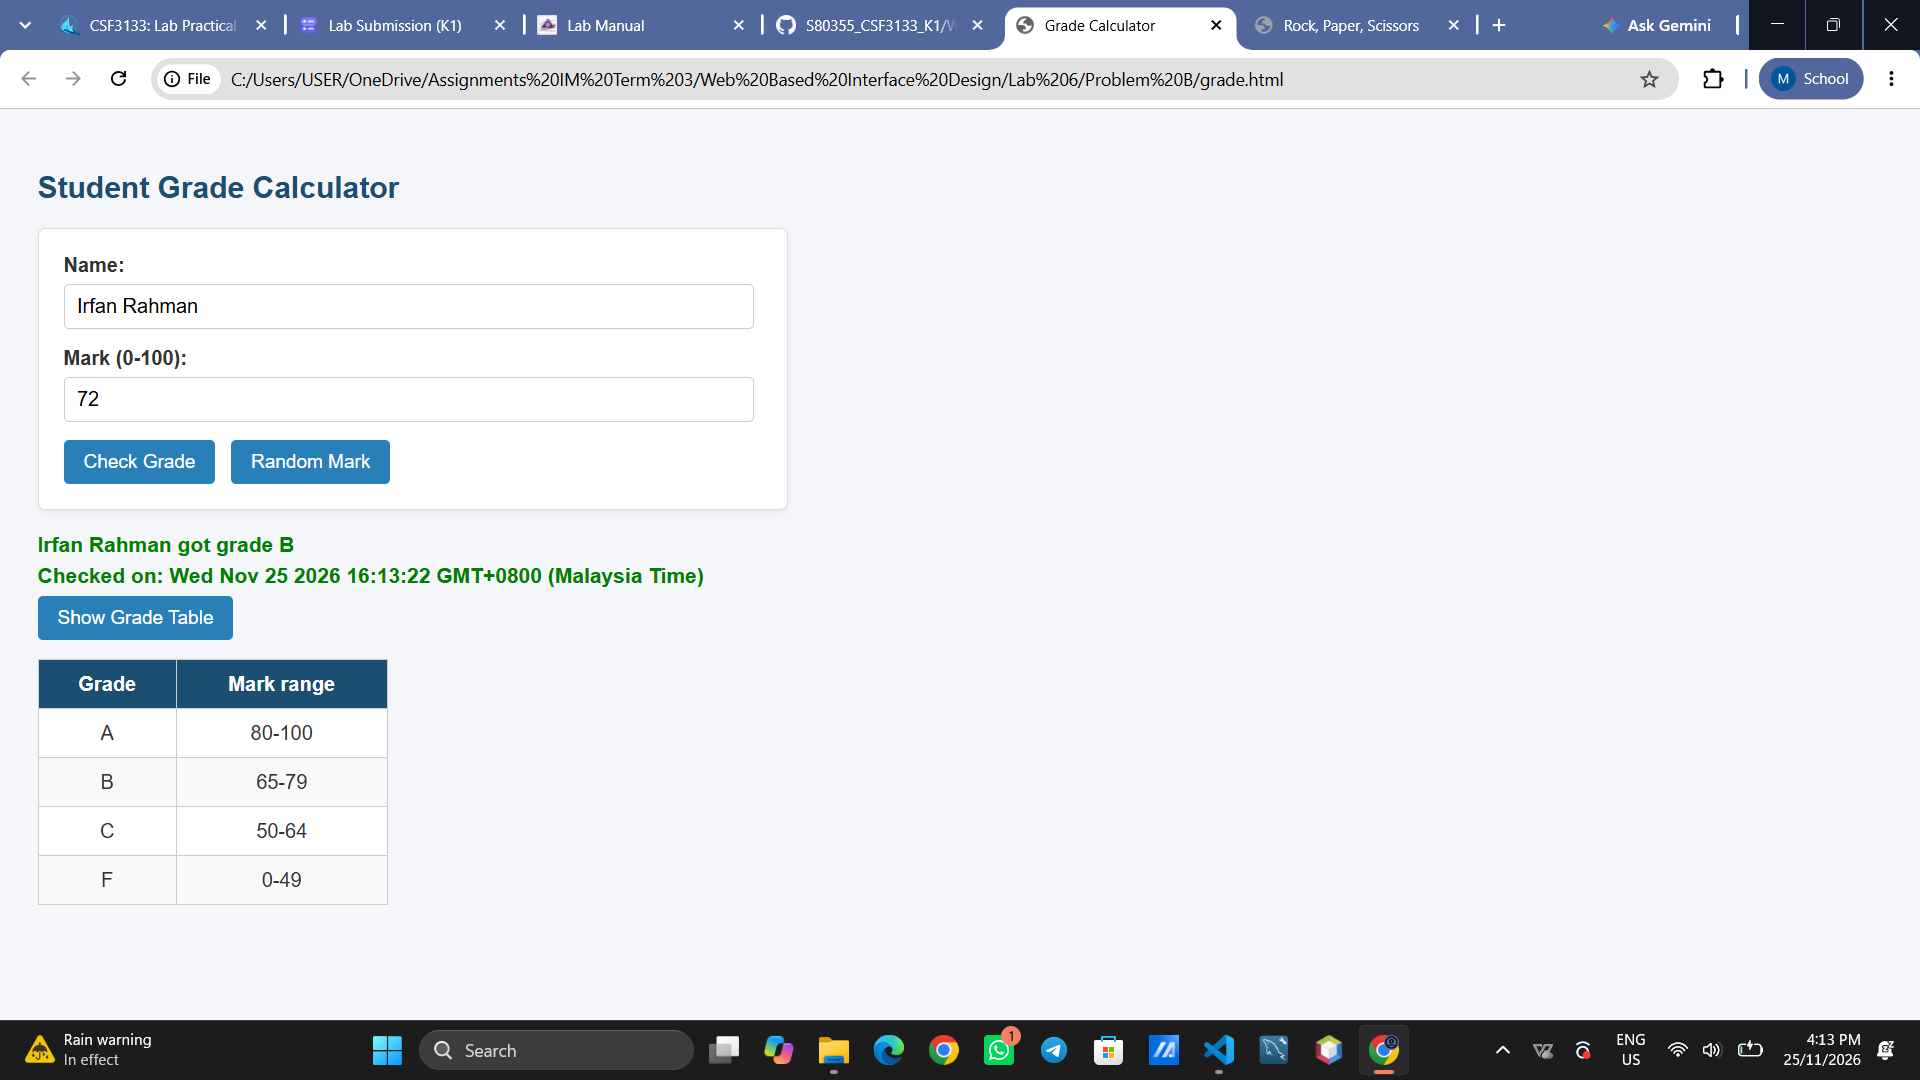 CSF3133: Lab Practical
Lab Submission (K1)
Lab Manual
S80355_CSF3133_K1/W
Grade Calculator
Rock, Paper, Scissors
Ask Gemini
File
C:/Users/USER/OneDrive/Assignments%20IM%20Term%203/Web%20Based%20Interface%20Design/Lab%206/Problem%20B/grade.html
M
School
Student Grade Calculator
Name:
Irfan Rahman
Mark (0-100):
72
Check Grade
Random Mark
Irfan Rahman got grade B
Checked on: Wed Nov 25 2026 16:13:22 GMT+0800 (Malaysia Time)
Show Grade Table
Grade Mark range
A 80-100
B 65-79
C 50-64
F 0-49
Rain warning
In effect
Search
1
ENG
US
4:13 PM
25/11/2026